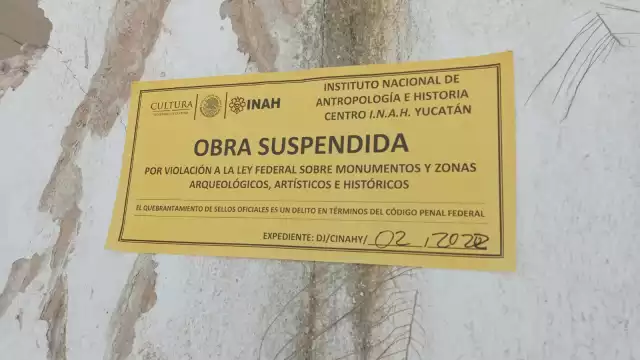 CULTURA
INAH
INSTITUTO NACIONAL DE
ANTROPOLOGÍA E HISTORIA
CENTRO I.N.A.H. YUCATÁN
OBRA SUSPENDIDA
POR VIOLACIÓN A LA LEY FEDERAL SOBRE MONUMENTOS Y ZONAS
ARQUEOLÓGICOS, ARTÍSTICOS E HISTÓRICOS
EL QUEBRANTAMIENTO DE SELLOS OFICIALES ES UN DELITO EN TÉRMINOS DEL CÓDIGO PENAL FEDERAL
EXPEDIENTE: DJ/CINAHY/ 02 , 2022